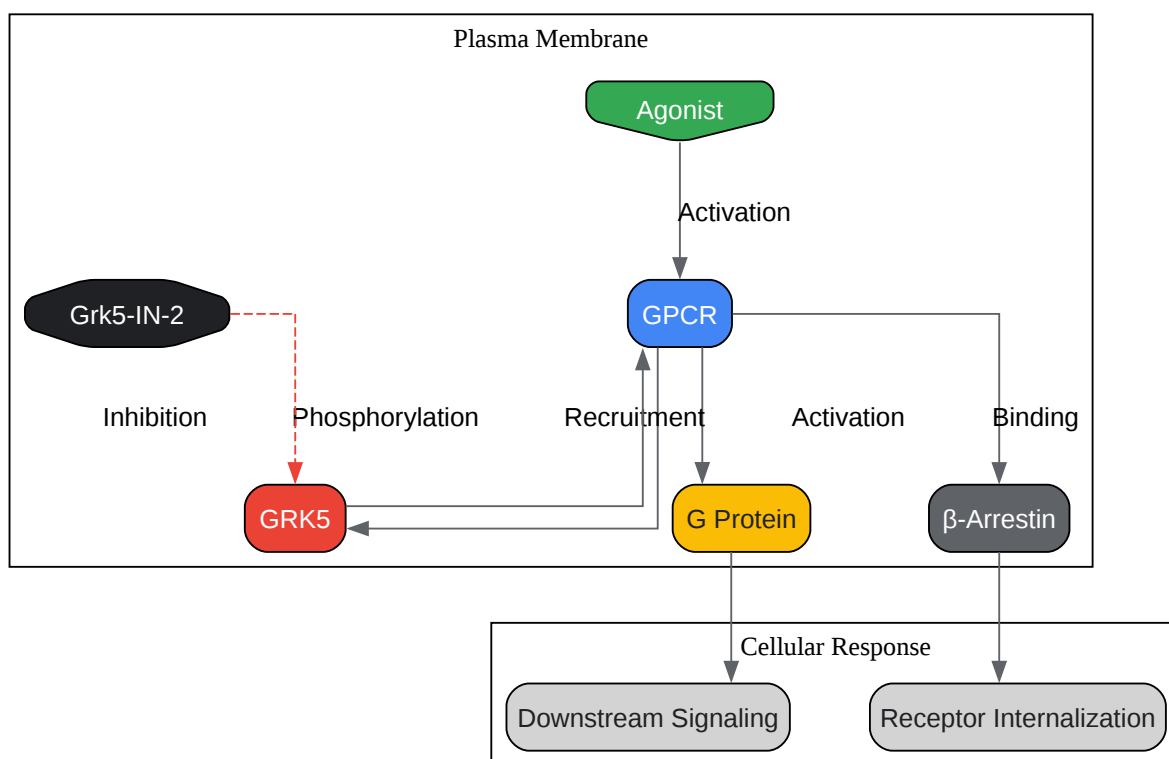 Plasma Membrane
Agonist
Activation
Grk5-IN-2
GPCR
Inhibition
Phosphorylation
Recruitment
Activation
Binding
GRK5
G Protein
β-Arrestin
Cellular Response
Downstream Signaling
Receptor Internalization